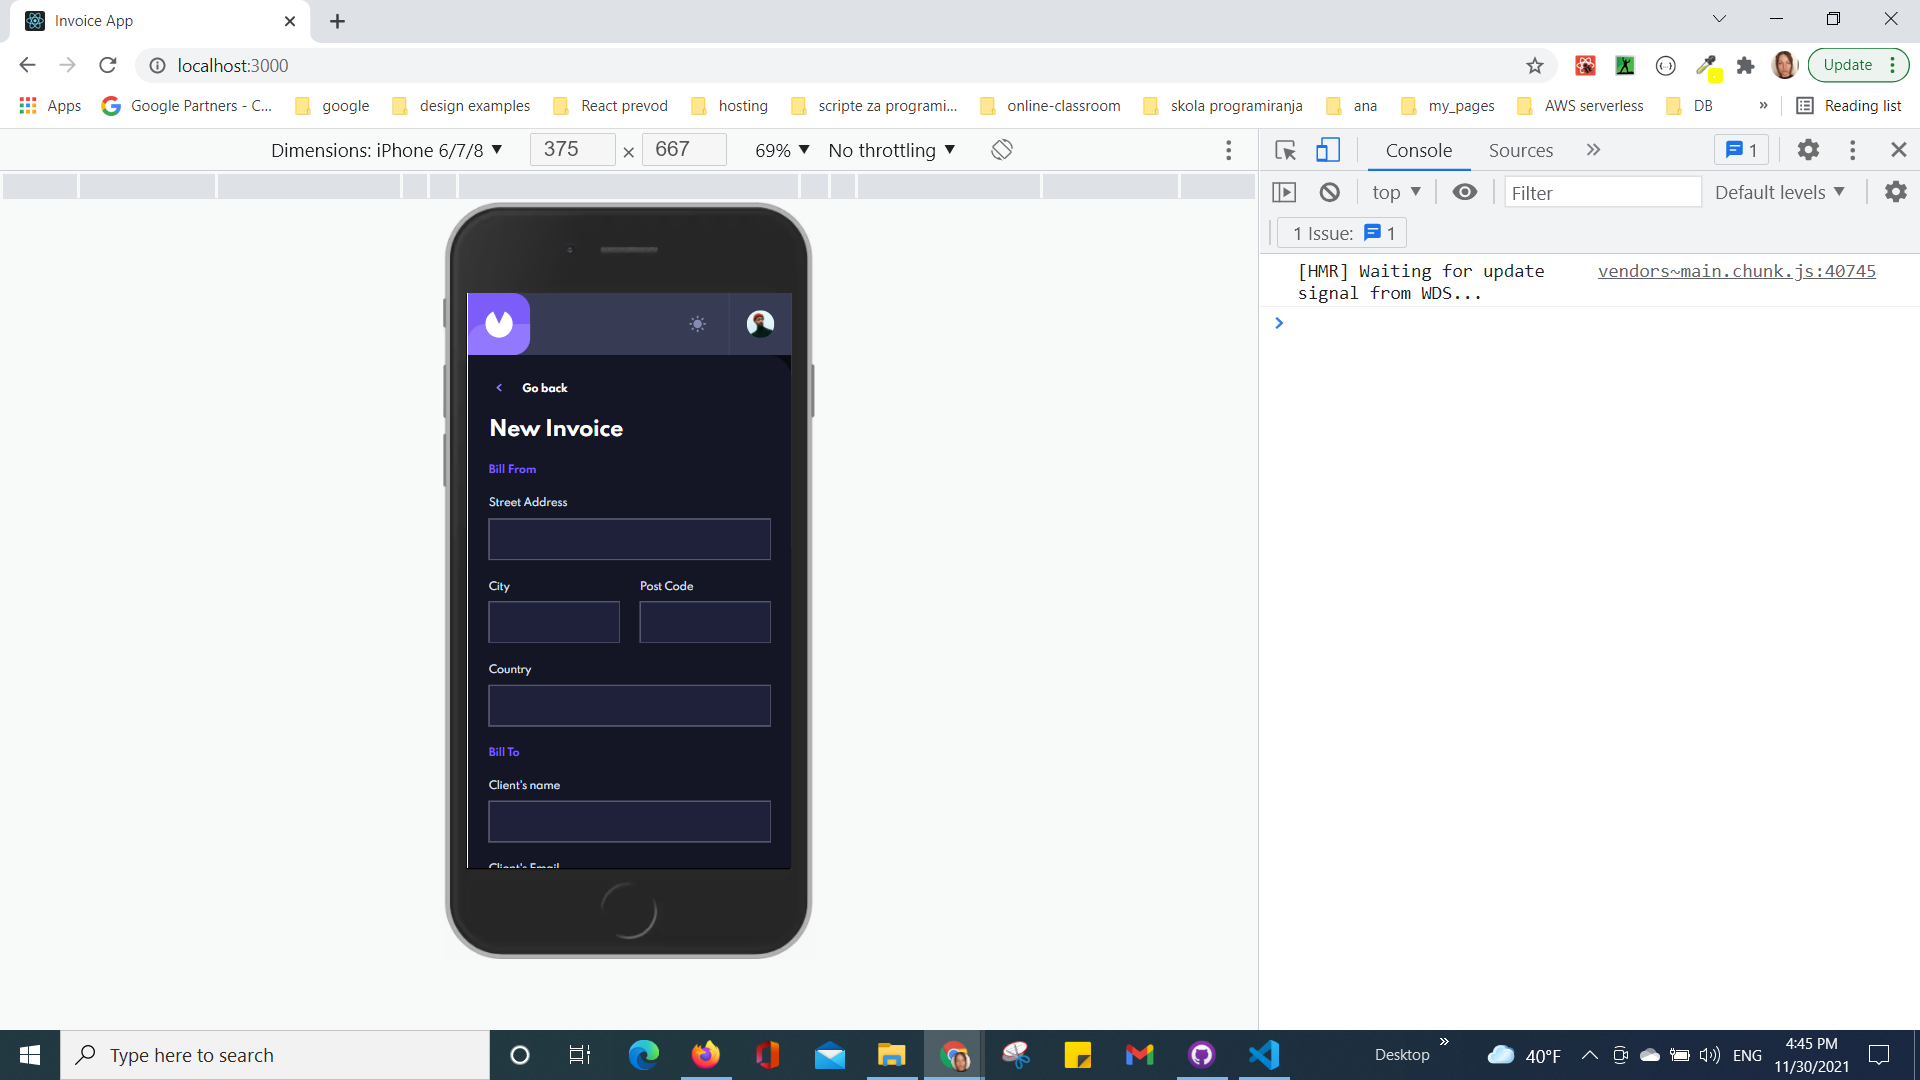 Invoice App
localhost:3000
Update
Apps
Google Partners - C...
google
design examples
React prevod
hosting
scripte za programi...
online-classroom
skola programiranja
ana
my_pages
AWS serverless
DB
»
Reading list
Dimensions: iPhone 6/7/8
375 × 667
69%
No throttling
Console
Sources
»
1
top
Filter
Default levels
1 Issue: 1
[HMR] Waiting for update vendors~main.chunk.js:40745
signal from WDS...
Go back
New Invoice
Bill From
Street Address
City
Post Code
Country
Bill To
Client's name
Client's Email
Type here to search
Desktop
»
40°F
ENG
4:45 PM
11/30/2021